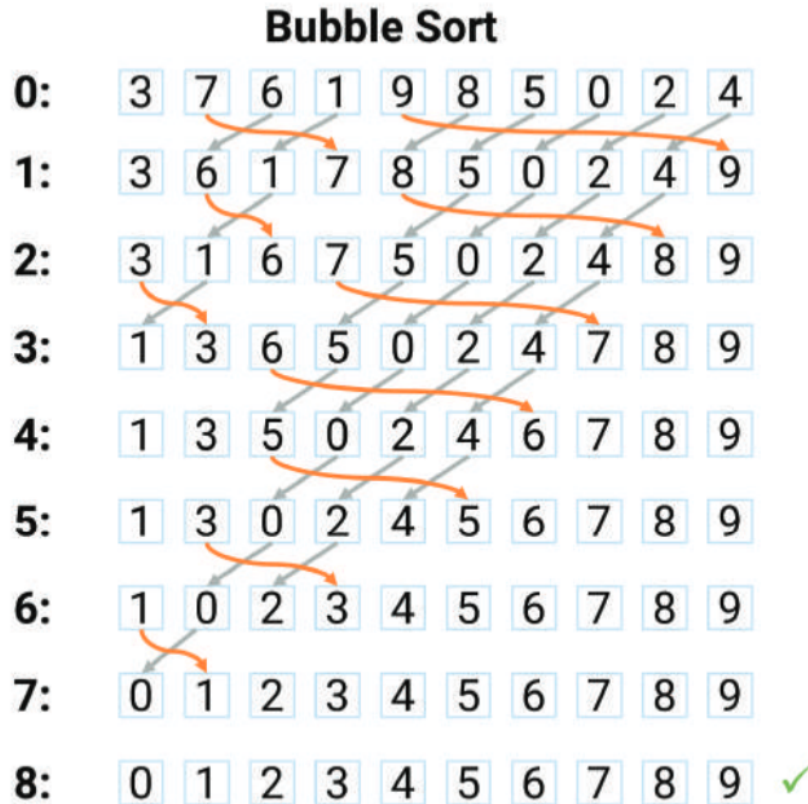 Bubble Sort
0: 3 7 6 1 9 8 5 0 2 4
1: 3 6 1 7 8 5 0 2 4 9
2: 3 1 6 7 5 0 2 4 8 9
3: 1 3 6 5 0 2 4 7 8 9
4: 1 3 5 0 2 4 6 7 8 9
5: 1 3 0 2 4 5 6 7 8 9
6: 1 0 2 3 4 5 6 7 8 9
7: 0 1 2 3 4 5 6 7 8 9
8: 0 1 2 3 4 5 6 7 8 9 ✓